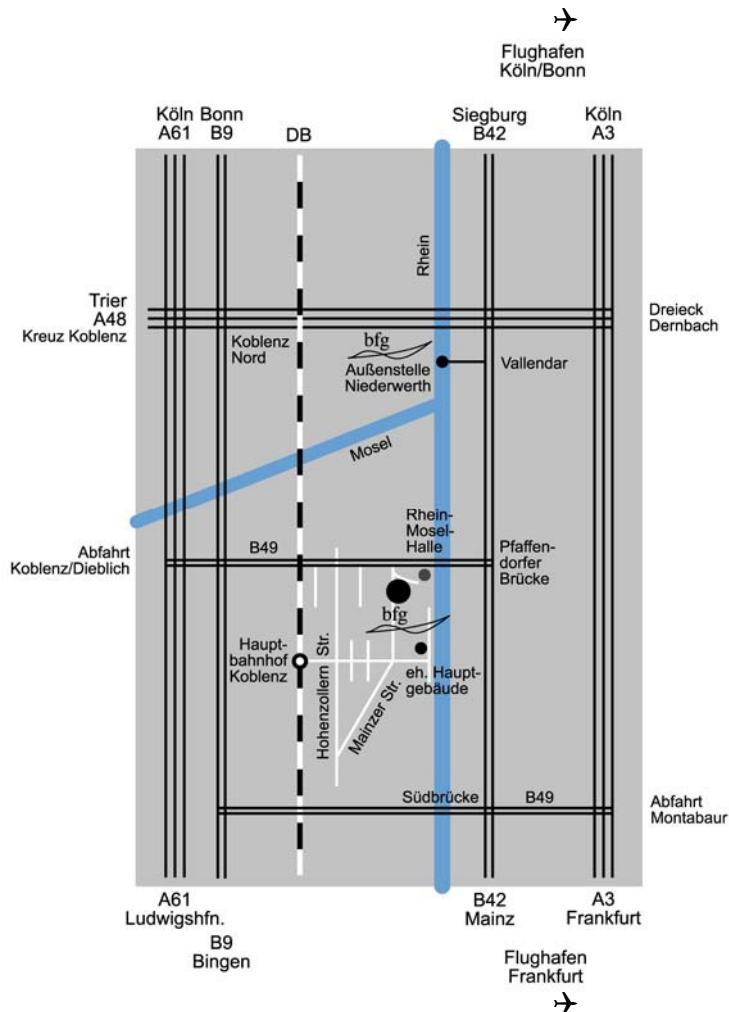 Flughafen
Köln/Bonn
Köln Bonn
A61 B9
DB
Siegburg
B42
Köln
A3
Rhein
Trier
A48
Kreuz Koblenz
Dreieck
Dernbach
Koblenz
Nord
bfg
Außenstelle
Niederwerth
Vallendar
Mosel
Abfahrt
Koblenz/Dieblich
B49
Rhein-
Mosel-
Halle
Pfaffen-
dorfer
Brücke
bfg
Haupt-
bahnhof
Koblenz
Hohenzollern Str.
Mainzer Str.
eh. Haupt-
gebäude
Südbrücke
B49
Abfahrt
Montabaur
A61
Ludwigshfn.
B9
Bingen
B42
Mainz
A3
Frankfurt
Flughafen
Frankfurt